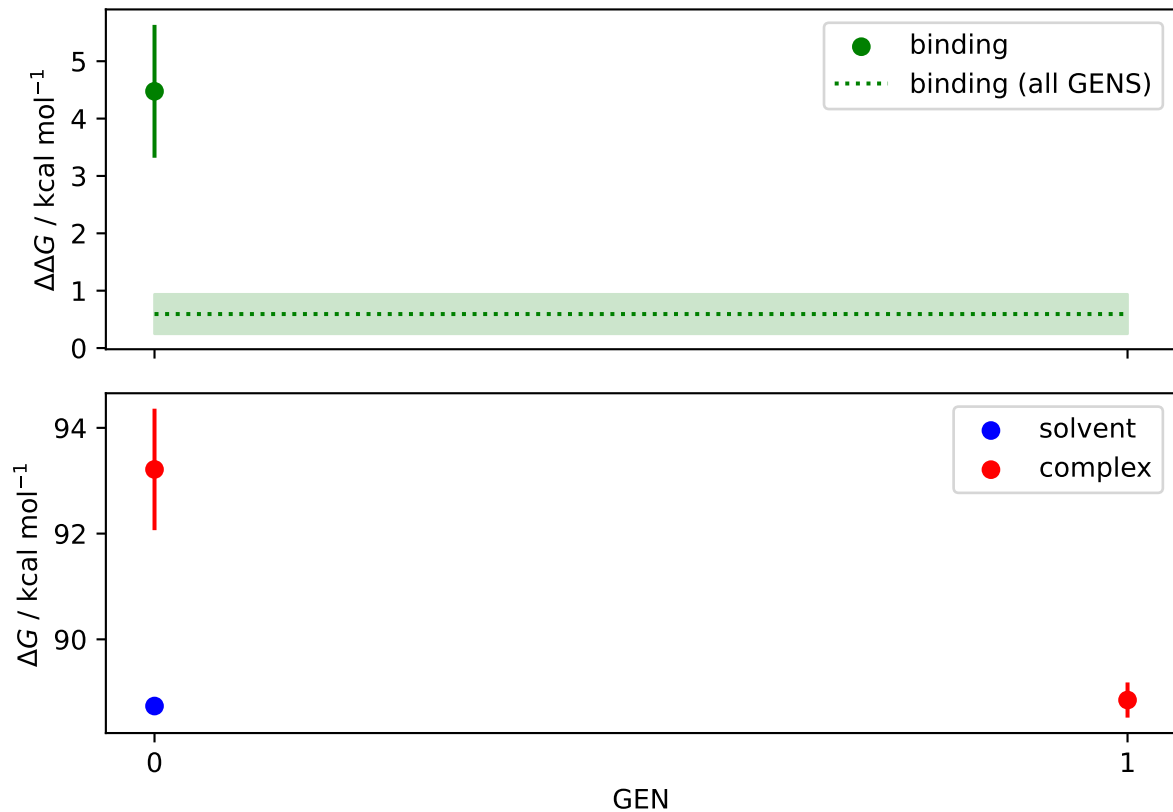 ΔΔG / kcal mol⁻¹
5
4
3
2
1
0
binding
binding (all GENS)
ΔG / kcal mol⁻¹
94
92
90
solvent
complex
0
1
GEN